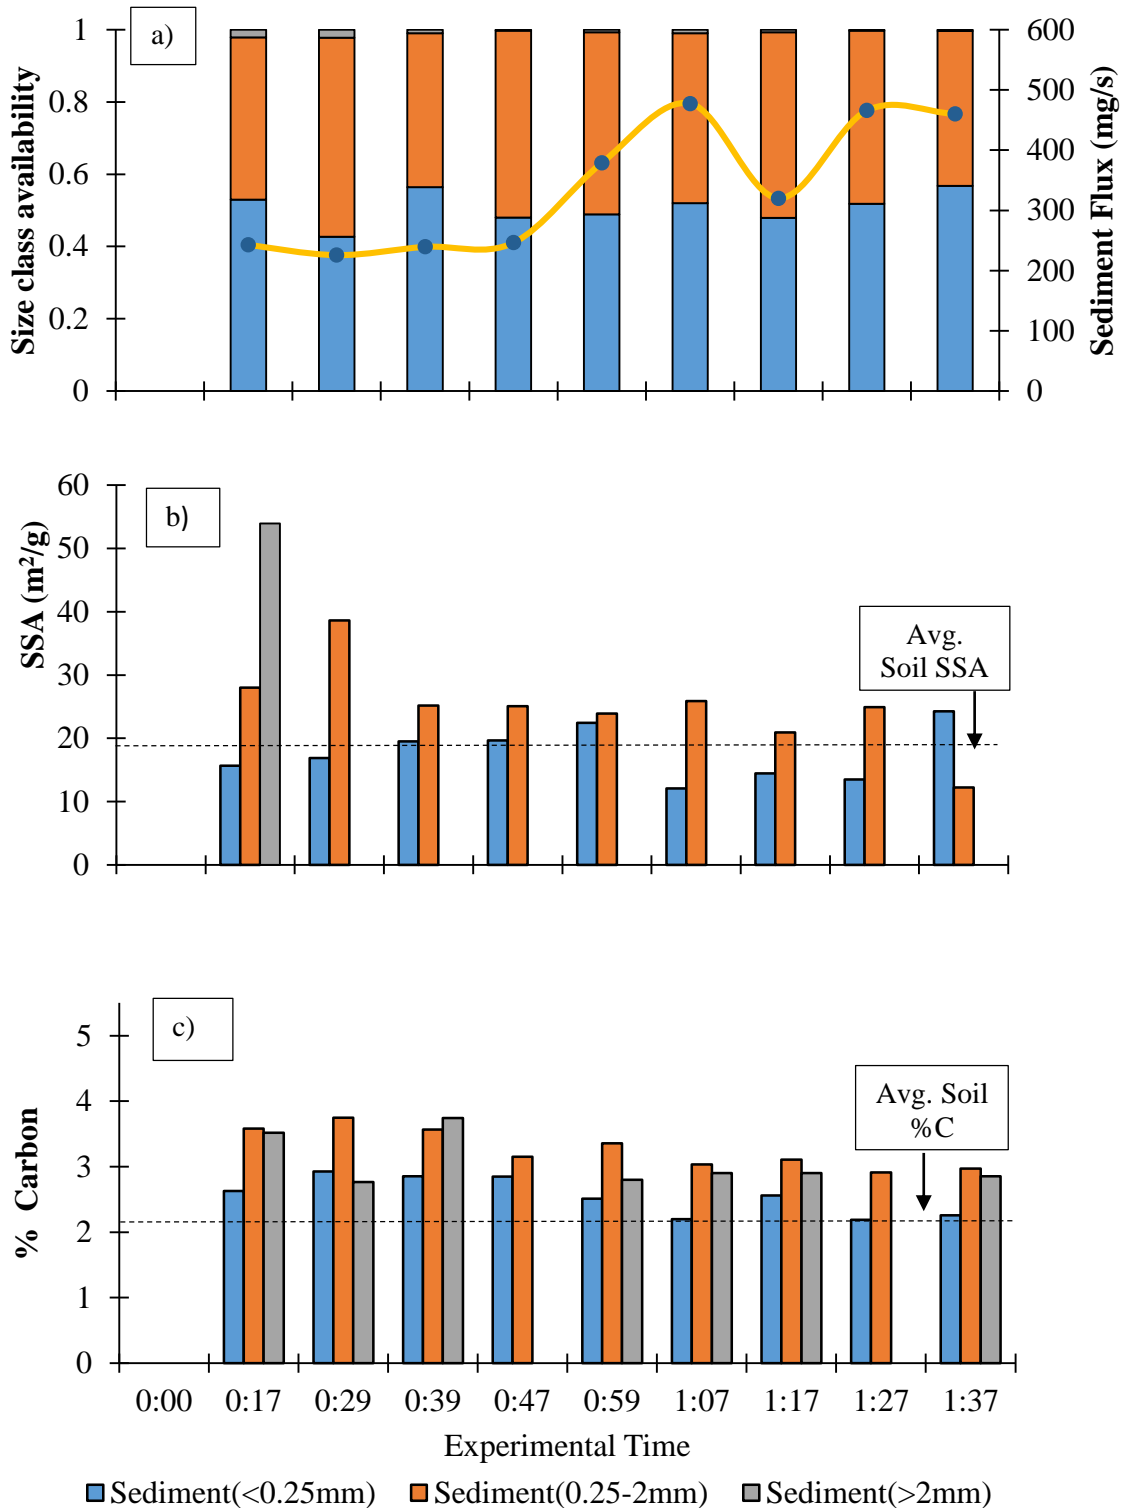 a)
Size class availability
1
0.8
0.6
0.4
0.2
0
600
500
400
300
200
100
0
Sediment Flux (mg/s)
b)
SSA (m²/g)
60
50
40
30
20
10
0
Avg.
Soil SSA
c)
% Carbon
5
4
3
2
1
0
Avg. Soil
%C
0:00 0:17 0:29 0:39 0:47 0:59 1:07 1:17 1:27 1:37
Experimental Time
Sediment(<0.25mm) Sediment(0.25-2mm) Sediment(>2mm)